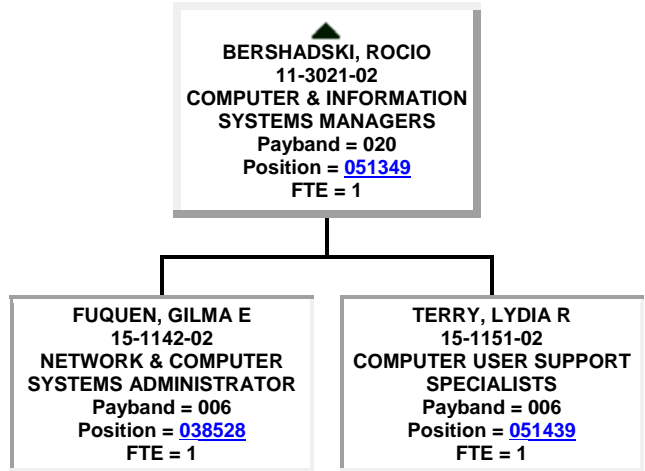 BERSHADSKI, ROCIO
11-3021-02
COMPUTER & INFORMATION
SYSTEMS MANAGERS
Payband = 020
Position = 051349
FTE = 1
FUQUEN, GILMA E
15-1142-02
NETWORK & COMPUTER
SYSTEMS ADMINISTRATOR
Payband = 006
Position = 038528
FTE = 1
TERRY, LYDIA R
15-1151-02
COMPUTER USER SUPPORT
SPECIALISTS
Payband = 006
Position = 051439
FTE = 1